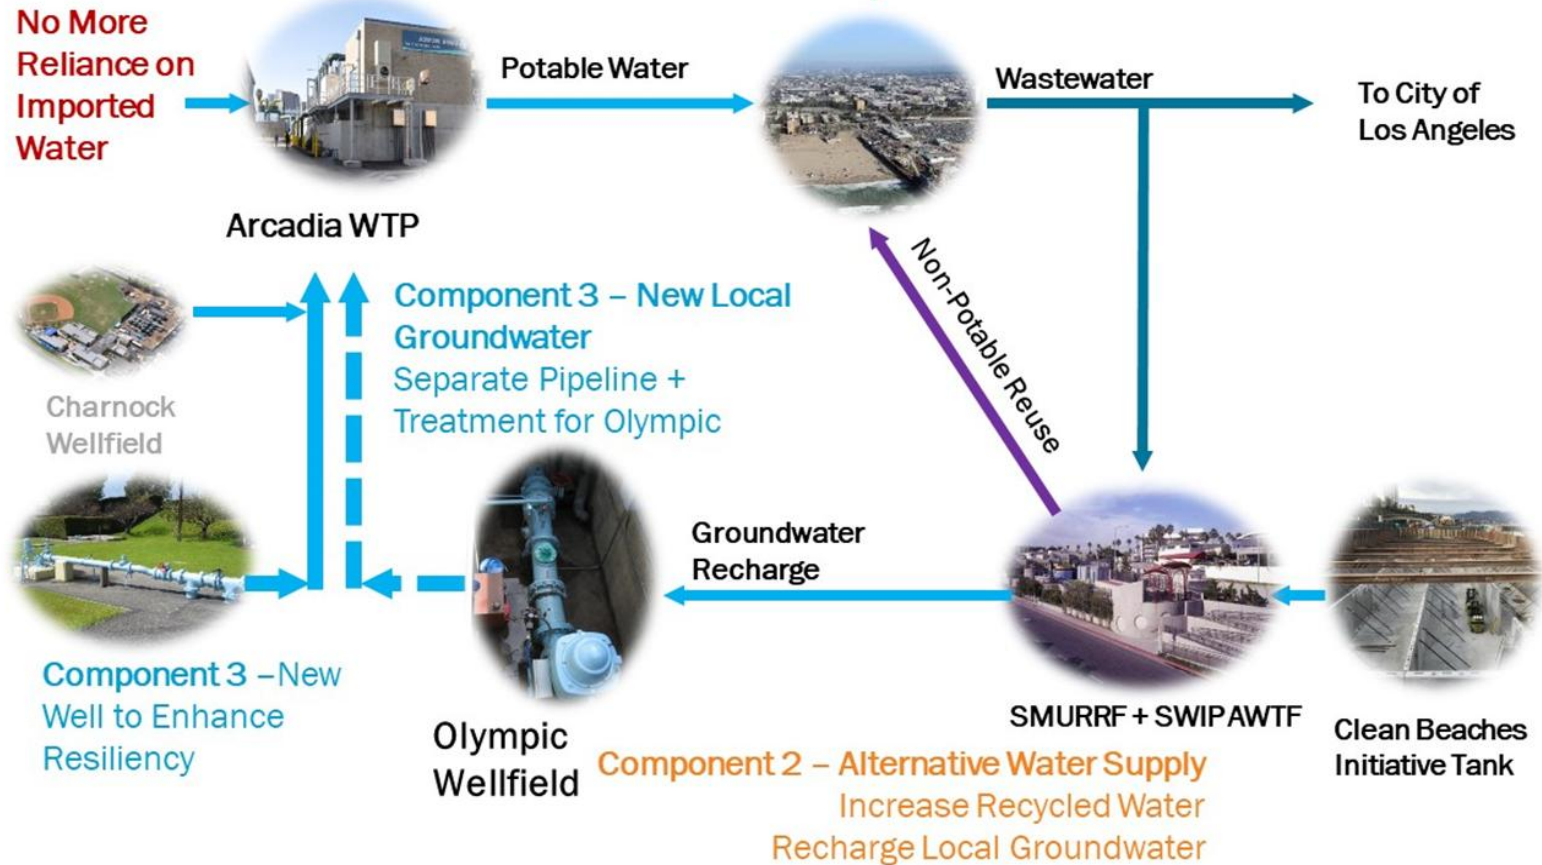 No More
Reliance on
Imported
Water
Potable Water
Wastewater
To City of
Los Angeles
Arcadia WTP
Component 3 – New Local
Groundwater
Separate Pipeline +
Treatment for Olympic
Non-Potable Reuse
Charnock
Wellfield
Groundwater
Recharge
Component 3 –New
Well to Enhance
Resiliency
Olympic
Wellfield
SMURRF + SWIP AWTF
Clean Beaches
Initiative Tank
Component 2 – Alternative Water Supply
Increase Recycled Water
Recharge Local Groundwater